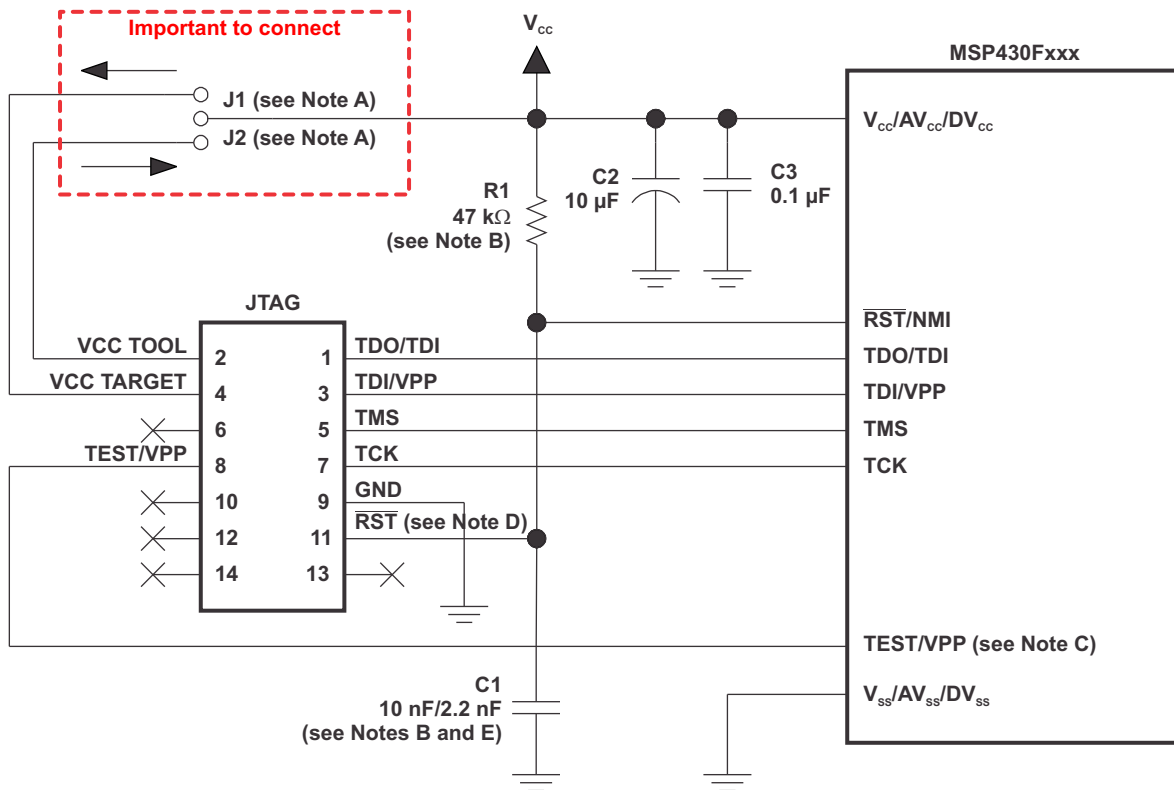 Important to connect
J1 (see Note A)
J2 (see Note A)
Vcc
MSP430Fxxx
Vcc/AVcc/DVcc
R1
47 kΩ
(see Note B)
C2
10 µF
C3
0.1 µF
JTAG
VCC TOOL
2
1
TDO/TDI
VCC TARGET
4
3
TDI/VPP
6
5
TMS
TEST/VPP
8
7
TCK
10
9
GND
12
11
R̅S̅T̅ (see Note D)
14
13
R̅S̅T̅/NMI
TDO/TDI
TDI/VPP
TMS
TCK
TEST/VPP (see Note C)
Vss/AVss/DVss
C1
10 nF/2.2 nF
(see Notes B and E)